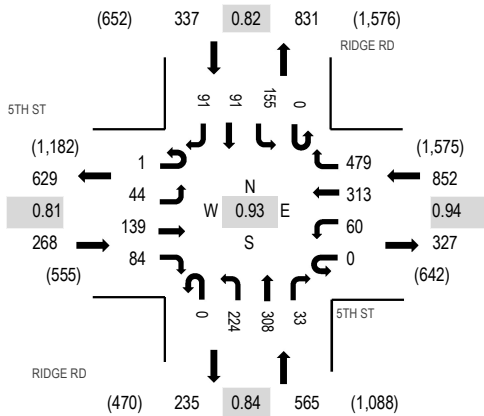 (652) 337 0.82 831 (1,576)
RIDGE RD
91 91 155 0
5TH ST
(1,182) 1 479 (1,575)
629 44 313 852
N
0.81 W 0.93 E 0.94
S
268 139 60 327
(555) 84 0 (642)
0 224 308 33
5TH ST
RIDGE RD
(470) 235 0.84 565 (1,088)